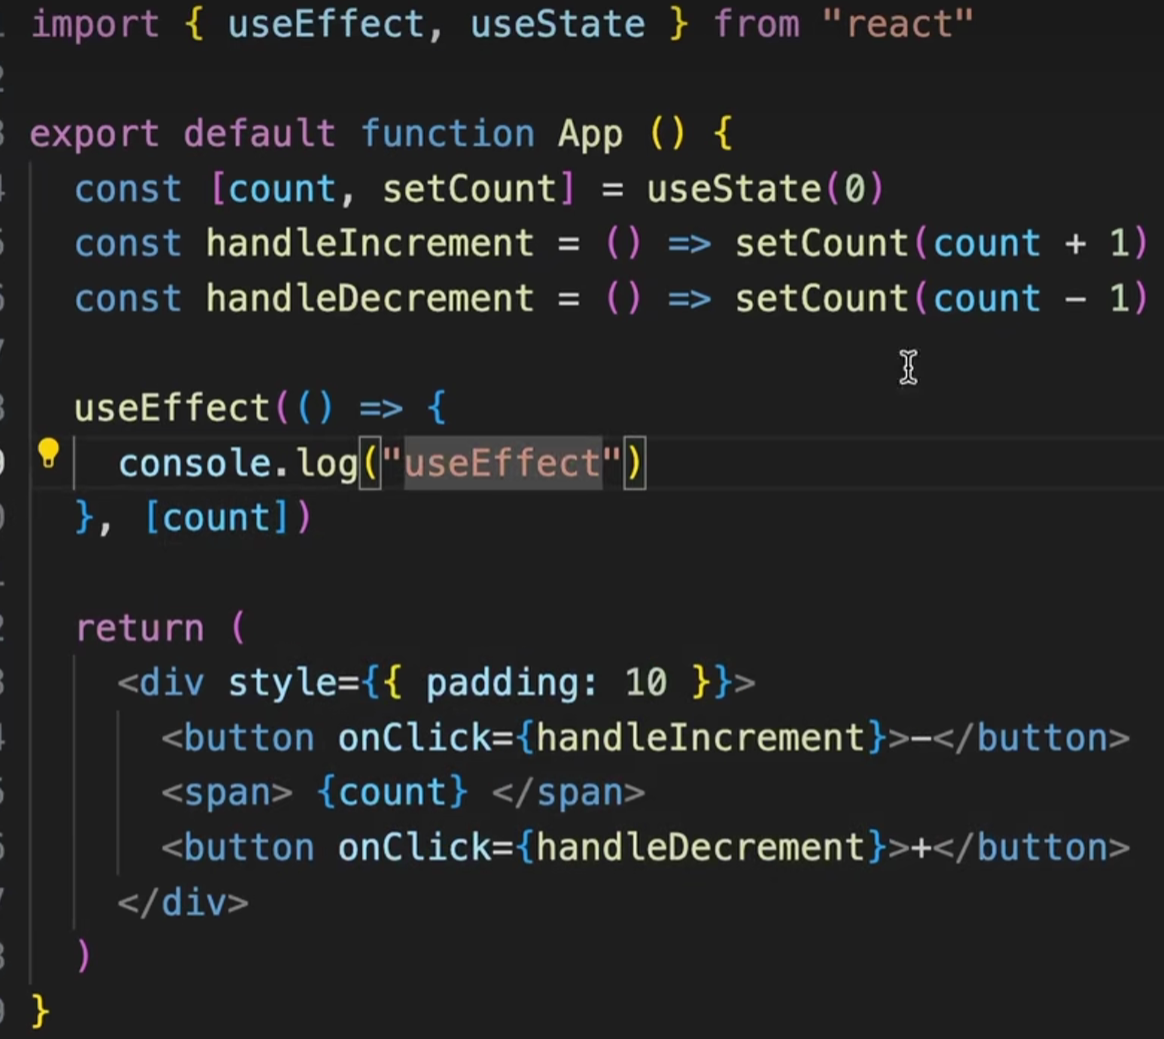 import { useEffect, useState } from "react"
export default function App () {
const [count, setCount] = useState(0)
const handleIncrement = () => setCount(count + 1)
const handleDecrement = () => setCount(count - 1)
useEffect(() => {
console.log("useEffect")
}, [count])
return (
<div style={{ padding: 10 }}>
<button onClick={handleIncrement}>-</button>
<span> {count} </span>
<button onClick={handleDecrement}>+</button>
</div>
)
}